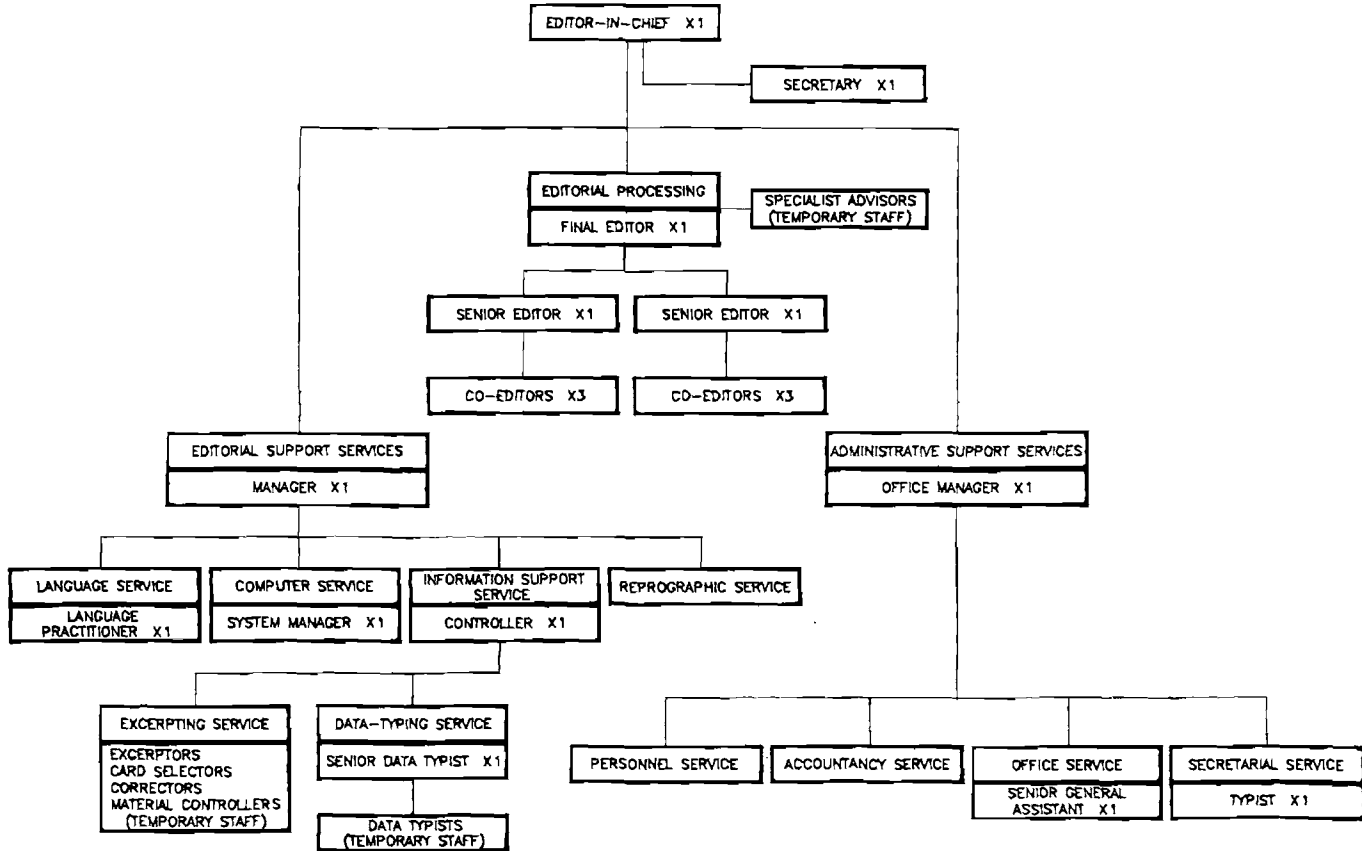 EDITOR-IN-CHIEF X1
SECRETARY X1
EDITORIAL PROCESSING
FINAL EDITOR X1
SPECIALIST ADVISORS
(TEMPORARY STAFF)
SENIOR EDITOR X1
SENIOR EDITOR X1
CO-EDITORS X3
CO-EDITORS X3
EDITORIAL SUPPORT SERVICES
MANAGER X1
ADMINISTRATIVE SUPPORT SERVICES
OFFICE MANAGER X1
LANGUAGE SERVICE
LANGUAGE
PRACTITIONER X1
COMPUTER SERVICE
SYSTEM MANAGER X1
INFORMATION SUPPORT
SERVICE
CONTROLLER X1
REPROGRAPHIC SERVICE
EXCERPTING SERVICE
EXCERPTORS
CARD SELECTORS
CORRECTORS
MATERIAL CONTROLLERS
(TEMPORARY STAFF)
DATA-TYPING SERVICE
SENIOR DATA TYPIST X1
DATA TYPISTS
(TEMPORARY STAFF)
PERSONNEL SERVICE
ACCOUNTANCY SERVICE
OFFICE SERVICE
SENIOR GENERAL
ASSISTANT X1
SECRETARIAL SERVICE
TYPIST X1